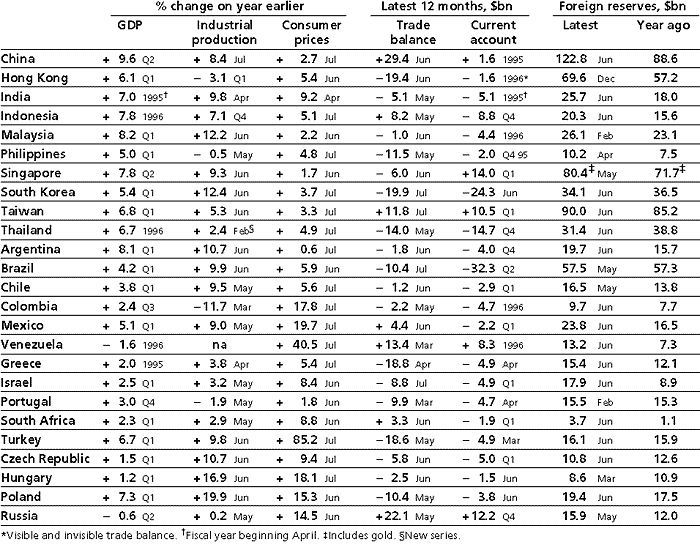 % change on year earlier Latest 12 months, $bn Foreign reserves, $bn
GDP Industrial production Consumer prices Trade balance Current account Latest Year ago
China + 9.6 Q2 + 8.4 Jul + 2.7 Jul +29.4 Jun + 1.6 1995 122.8 Jun 88.6
Hong Kong + 6.1 Q1 − 3.1 Q1 + 5.4 Jun −19.4 Jun − 1.6 1996* 69.6 Dec 57.2
India + 7.0 1995† + 9.8 Apr + 9.2 Apr − 5.1 May − 5.1 1995† 25.7 Jun 18.0
Indonesia + 7.8 1996 + 7.1 Q4 + 5.1 Jul + 8.2 May − 8.8 Q4 20.3 Jun 15.6
Malaysia + 8.2 Q1 +12.2 Jun + 2.2 Jun − 1.0 Jun − 4.4 1996 26.1 Feb 23.1
Philippines + 5.0 Q1 − 0.5 May + 4.8 Jul −11.5 May − 2.0 Q4 95 10.2 Apr 7.5
Singapore + 7.8 Q2 + 9.3 Jun + 1.7 Jun − 6.0 Jun +14.0 Q1 80.4‡ May 71.7‡
South Korea + 5.4 Q1 +12.4 Jun + 3.7 Jul −19.9 Jul −24.3 Jun 34.1 Jun 36.5
Taiwan + 6.8 Q1 + 5.3 Jun + 3.3 Jul +11.8 Jul +10.5 Q1 90.0 Jun 85.2
Thailand + 6.7 1996 + 2.4 Feb§ + 4.9 Jul −14.0 May −14.7 Q4 31.4 Jun 38.8
Argentina + 8.1 Q1 +10.7 Jun + 0.6 Jul − 1.8 Jun − 4.0 Q4 19.7 Jun 15.7
Brazil + 4.2 Q1 + 9.9 Jun + 5.9 Jun −10.4 Jul −32.3 Q2 57.5 May 57.3
Chile + 3.8 Q1 + 9.5 May + 5.6 Jul − 1.2 Jun − 2.9 Q1 16.5 May 13.8
Colombia + 2.4 Q3 −11.7 Mar + 17.8 Jul − 2.2 May − 4.7 1996 9.7 Jun 7.7
Mexico + 5.1 Q1 + 9.0 May + 19.7 Jul + 4.4 Jun − 2.2 Q1 23.8 Jun 16.5
Venezuela − 1.6 1996 na + 40.5 Jul +13.4 Mar + 8.3 1996 13.2 Jun 7.3
Greece + 2.0 1995 + 3.8 Apr + 5.4 Jul −18.8 Apr − 4.9 Apr 15.4 Jun 12.1
Israel + 2.5 Q1 + 3.2 May + 8.4 Jun − 8.8 Jul − 4.9 Q1 17.9 Jun 8.9
Portugal + 3.0 Q4 − 1.9 May + 1.8 Jun − 9.9 Mar − 4.7 Apr 15.5 Feb 15.3
South Africa + 2.3 Q1 + 2.9 May + 8.8 Jun + 3.3 Jun − 1.9 Q1 3.7 Jun 1.1
Turkey + 6.7 Q1 + 9.8 Jun + 85.2 Jul −18.6 May − 4.9 Mar 16.1 Jun 15.9
Czech Republic + 1.5 Q1 +10.7 Jun + 9.4 Jul − 5.8 Jun − 5.0 Q1 10.8 Jun 12.6
Hungary + 1.2 Q1 +16.9 Jun + 18.1 Jul − 2.5 Jun − 1.5 Jun 8.6 Mar 10.9
Poland + 7.3 Q1 +19.9 Jun + 15.3 Jun −10.4 May − 3.8 Jun 19.4 Jun 17.5
Russia − 0.6 Q2 + 0.2 May + 14.5 Jun +22.1 May +12.2 Q4 15.9 May 12.0
*Visible and invisible trade balance. †Fiscal year beginning April. ‡Includes gold. §New series.